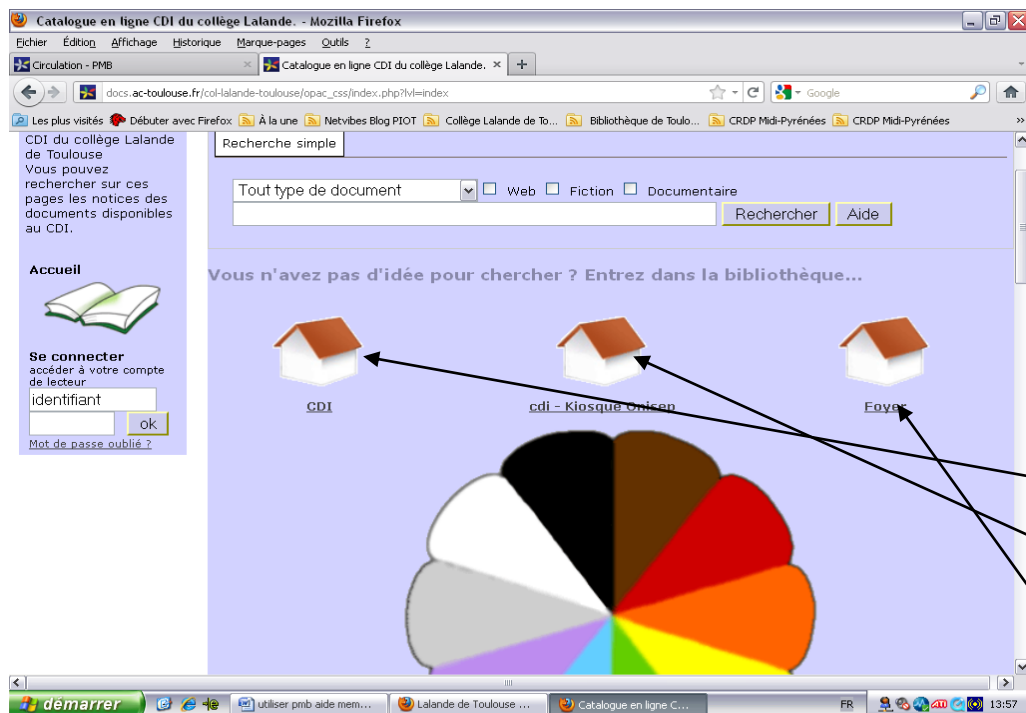 Catalogue en ligne CDI du collège Lalande. - Mozilla Firefox
Fichier Édition Affichage Historique Marque-pages Outils ?
Circulation - PMB
Catalogue en ligne CDI du collège Lalande.
docs.ac-toulouse.fr/col-lalande-toulouse/opac_css/index.php?lvl=index
Google
Les plus visités Débuter avec Firefox À la une Netvibes Blog PIOT Collège Lalande de To... Bibliothèque de Toulo... CRDP Midi-Pyrénées CRDP Midi-Pyrénées
CDI du collège Lalande
de Toulouse
Vous pouvez
rechercher sur ces
pages les notices des
documents disponibles
au CDI.
Accueil
Se connecter
accéder à votre compte
de lecteur
identifiant
ok
Mot de passe oublié ?
Recherche simple
Tout type de document Web Fiction Documentaire
Rechercher Aide
Vous n'avez pas d'idée pour chercher ? Entrez dans la bibliothèque...
CDI
cdi - Kiosque Onisep
Foyer
démarrer
utiliser pmb aide mem...
Lalande de Toulouse ...
Catalogue en ligne C...
FR
13:57